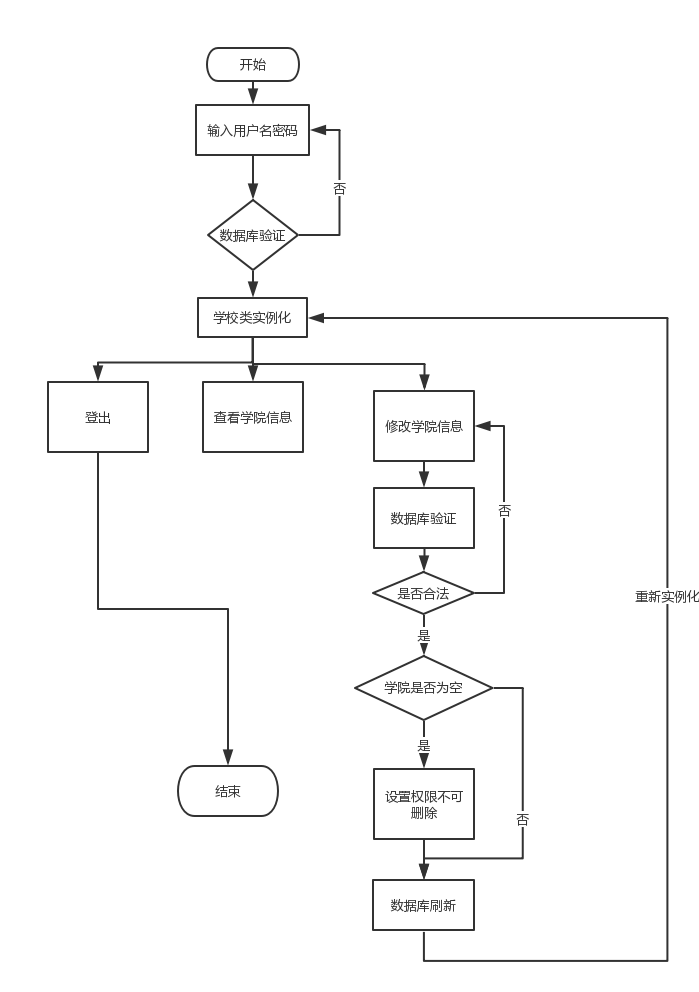 开始
输入用户名密码
否
数据库验证
学校类实例化
登出
查看学院信息
修改学院信息
数据库验证
否
是否合法
重新实例化
是
学院是否为空
是
结束
设置权限不可
删除
否
数据库刷新